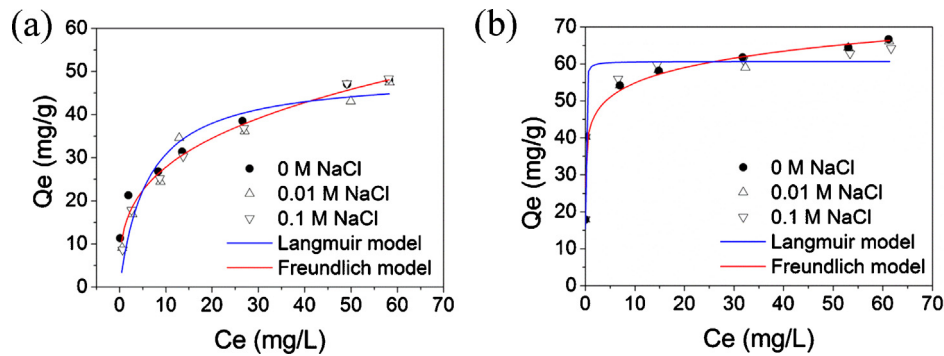 (a)
60
50
40
30
20
10
0
Qe (mg/g)
0 M NaCl
0.01 M NaCl
0.1 M NaCl
Langmuir model
Freundlich model
0 10 20 30 40 50 60 70
Ce (mg/L)
(b)
70
60
50
40
30
20
10
0
Qe (mg/g)
0 M NaCl
0.01 M NaCl
0.1 M NaCl
Langmuir model
Freundlich model
0 10 20 30 40 50 60 70
Ce (mg/L)